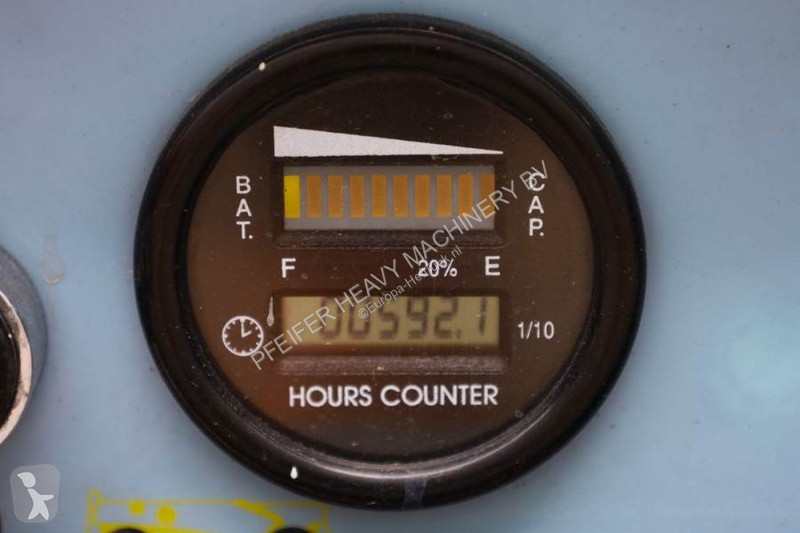 BAT.
CAP.
F 20% E
00592.1 1/10
HOURS COUNTER
PFEIFER HEAVY MACHINERY BV